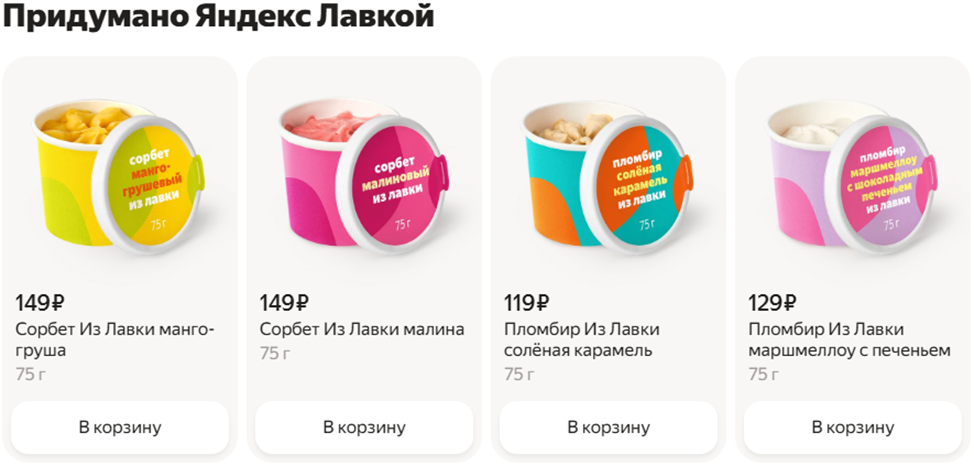 Придумано Яндекс Лавкой
сорбет
манго-
грушевый
из лавки
75 г
149₽
Сорбет Из Лавки манго-
груша
75 г
В корзину
сорбет
малиновый
из лавки
75 г
149₽
Сорбет Из Лавки малина
75 г
В корзину
пломбир
солёная
карамель
из лавки
75 г
119₽
Пломбир Из Лавки
солёная карамель
75 г
В корзину
пломбир
маршмеллоу
с шоколадным
печеньем
из лавки
75 г
129₽
Пломбир Из Лавки
маршмеллоу с печеньем
75 г
В корзину